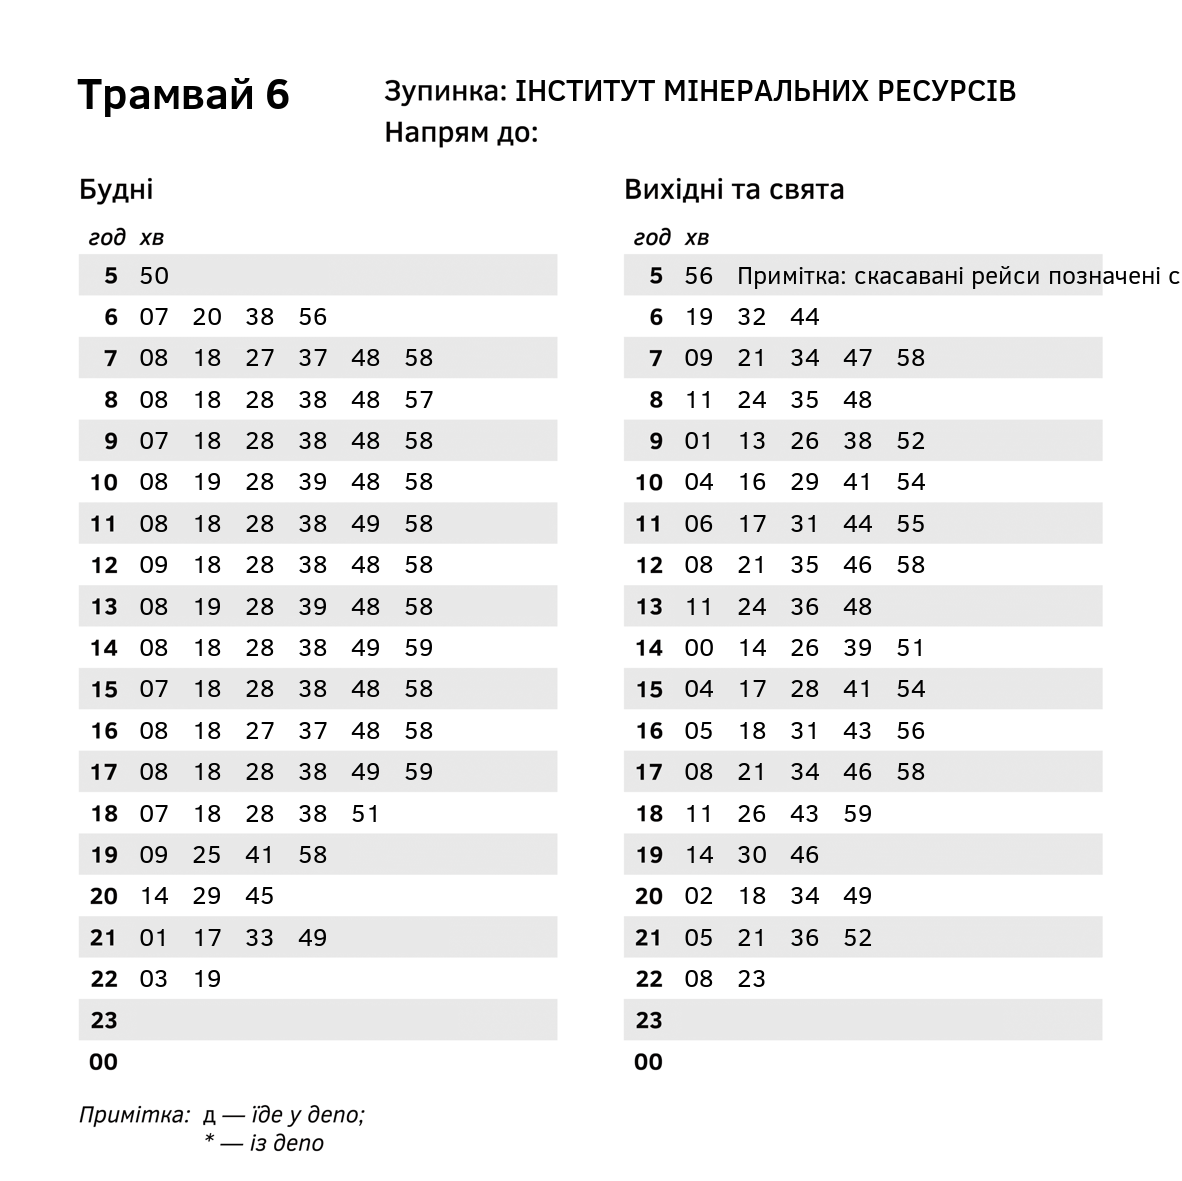 Трамвай 6
Зупинка: ІНСТИТУТ МІНЕРАЛЬНИХ РЕСУРСІВ
Напрям до:
Будні
год хв
5 50
6 07 20 38 56
7 08 18 27 37 48 58
8 08 18 28 38 48 57
9 07 18 28 38 48 58
10 08 19 28 39 48 58
11 08 18 28 38 49 58
12 09 18 28 38 48 58
13 08 19 28 39 48 58
14 08 18 28 38 49 59
15 07 18 28 38 48 58
16 08 18 27 37 48 58
17 08 18 28 38 49 59
18 07 18 28 38 51
19 09 25 41 58
20 14 29 45
21 01 17 33 49
22 03 19
23
00
Вихідні та свята
год хв
5 56 Примітка: скасавані рейси позначені с
6 19 32 44
7 09 21 34 47 58
8 11 24 35 48
9 01 13 26 38 52
10 04 16 29 41 54
11 06 17 31 44 55
12 08 21 35 46 58
13 11 24 36 48
14 00 14 26 39 51
15 04 17 28 41 54
16 05 18 31 43 56
17 08 21 34 46 58
18 11 26 43 59
19 14 30 46
20 02 18 34 49
21 05 21 36 52
22 08 23
23
00
Примітка: д — їде у депо;
* — із депо